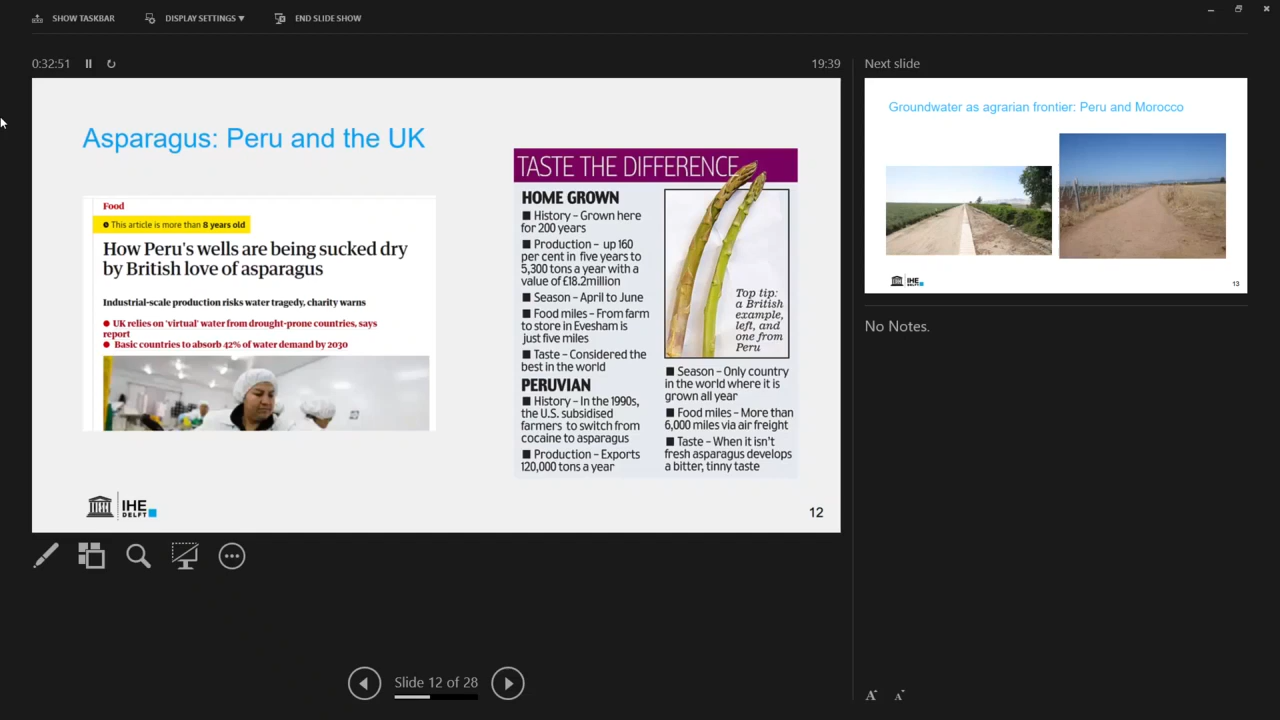 SHOW TASKBAR
DISPLAY SETTINGS ▼
END SLIDE SHOW
0:32:51
19:39
Next slide
Asparagus: Peru and the UK
Food
This article is more than 8 years old
How Peru's wells are being sucked dry
by British love of asparagus
Industrial-scale production risks water tragedy, charity warns
● UK relies on 'virtual' water from drought-prone countries, says
report
● Basic countries to absorb 42% of water demand by 2030
TASTE THE DIFFERENCE
HOME GROWN
■ History – Grown here
for 200 years
■ Production – up 160
per cent in five years to
5,300 tons a year with a
value of £18.2million
■ Season – April to June
■ Food miles – From farm
to store in Evesham is
just five miles
■ Taste – Considered the
best in the world
PERUVIAN
■ History – In the 1990s,
the U.S. subsidised
farmers to switch from
cocaine to asparagus
■ Production – Exports
120,000 tons a year
Top tip:
a British
example,
left, and
one from
Peru
■ Season – Only country
in the world where it is
grown all year
■ Food miles – More than
6,000 miles via air freight
■ Taste – When it isn't
fresh asparagus develops
a bitter, tinny taste
IHE
DELFT
12
Groundwater as agrarian frontier: Peru and Morocco
IHE
13
No Notes.
Slide 12 of 28
A
A